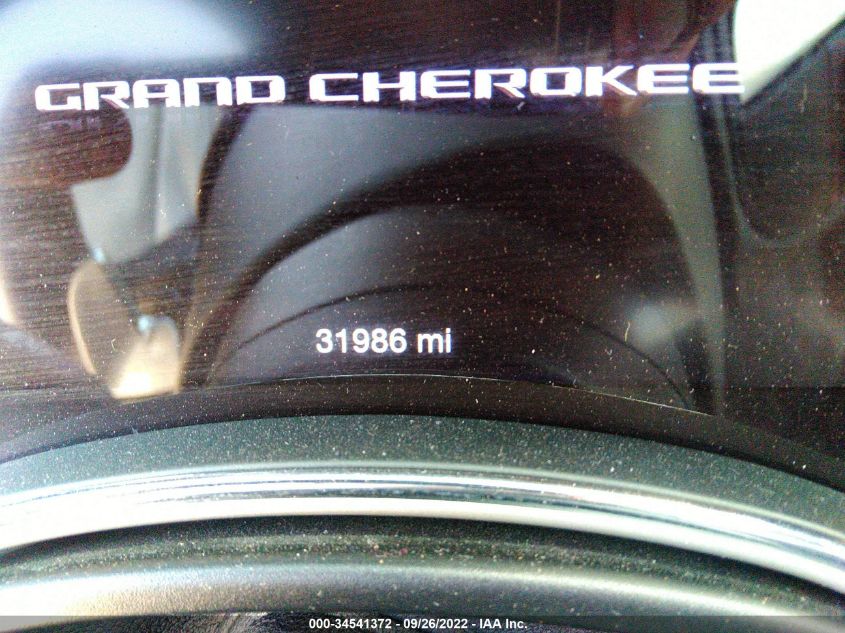 GRAND CHEROKEE
31986 mi
000-34541372 - 09/26/2022 - IAA Inc.